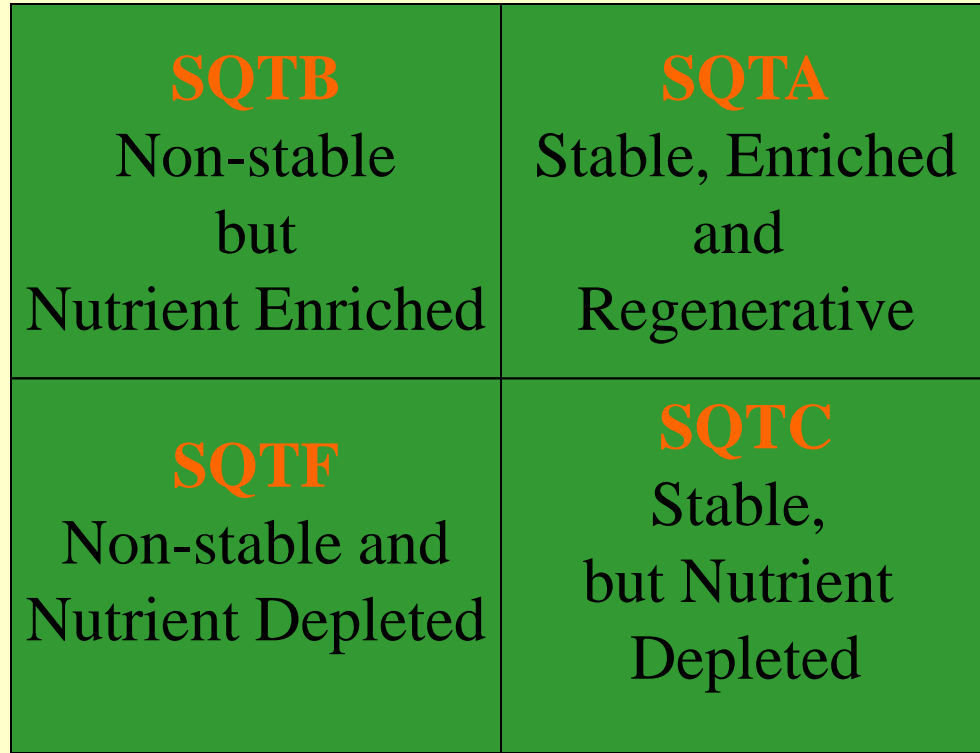 SQTB
Non-stable
but
Nutrient Enriched
SQTA
Stable, Enriched
and
Regenerative
SQTF
Non-stable and
Nutrient Depleted
SQTC
Stable,
but Nutrient
Depleted